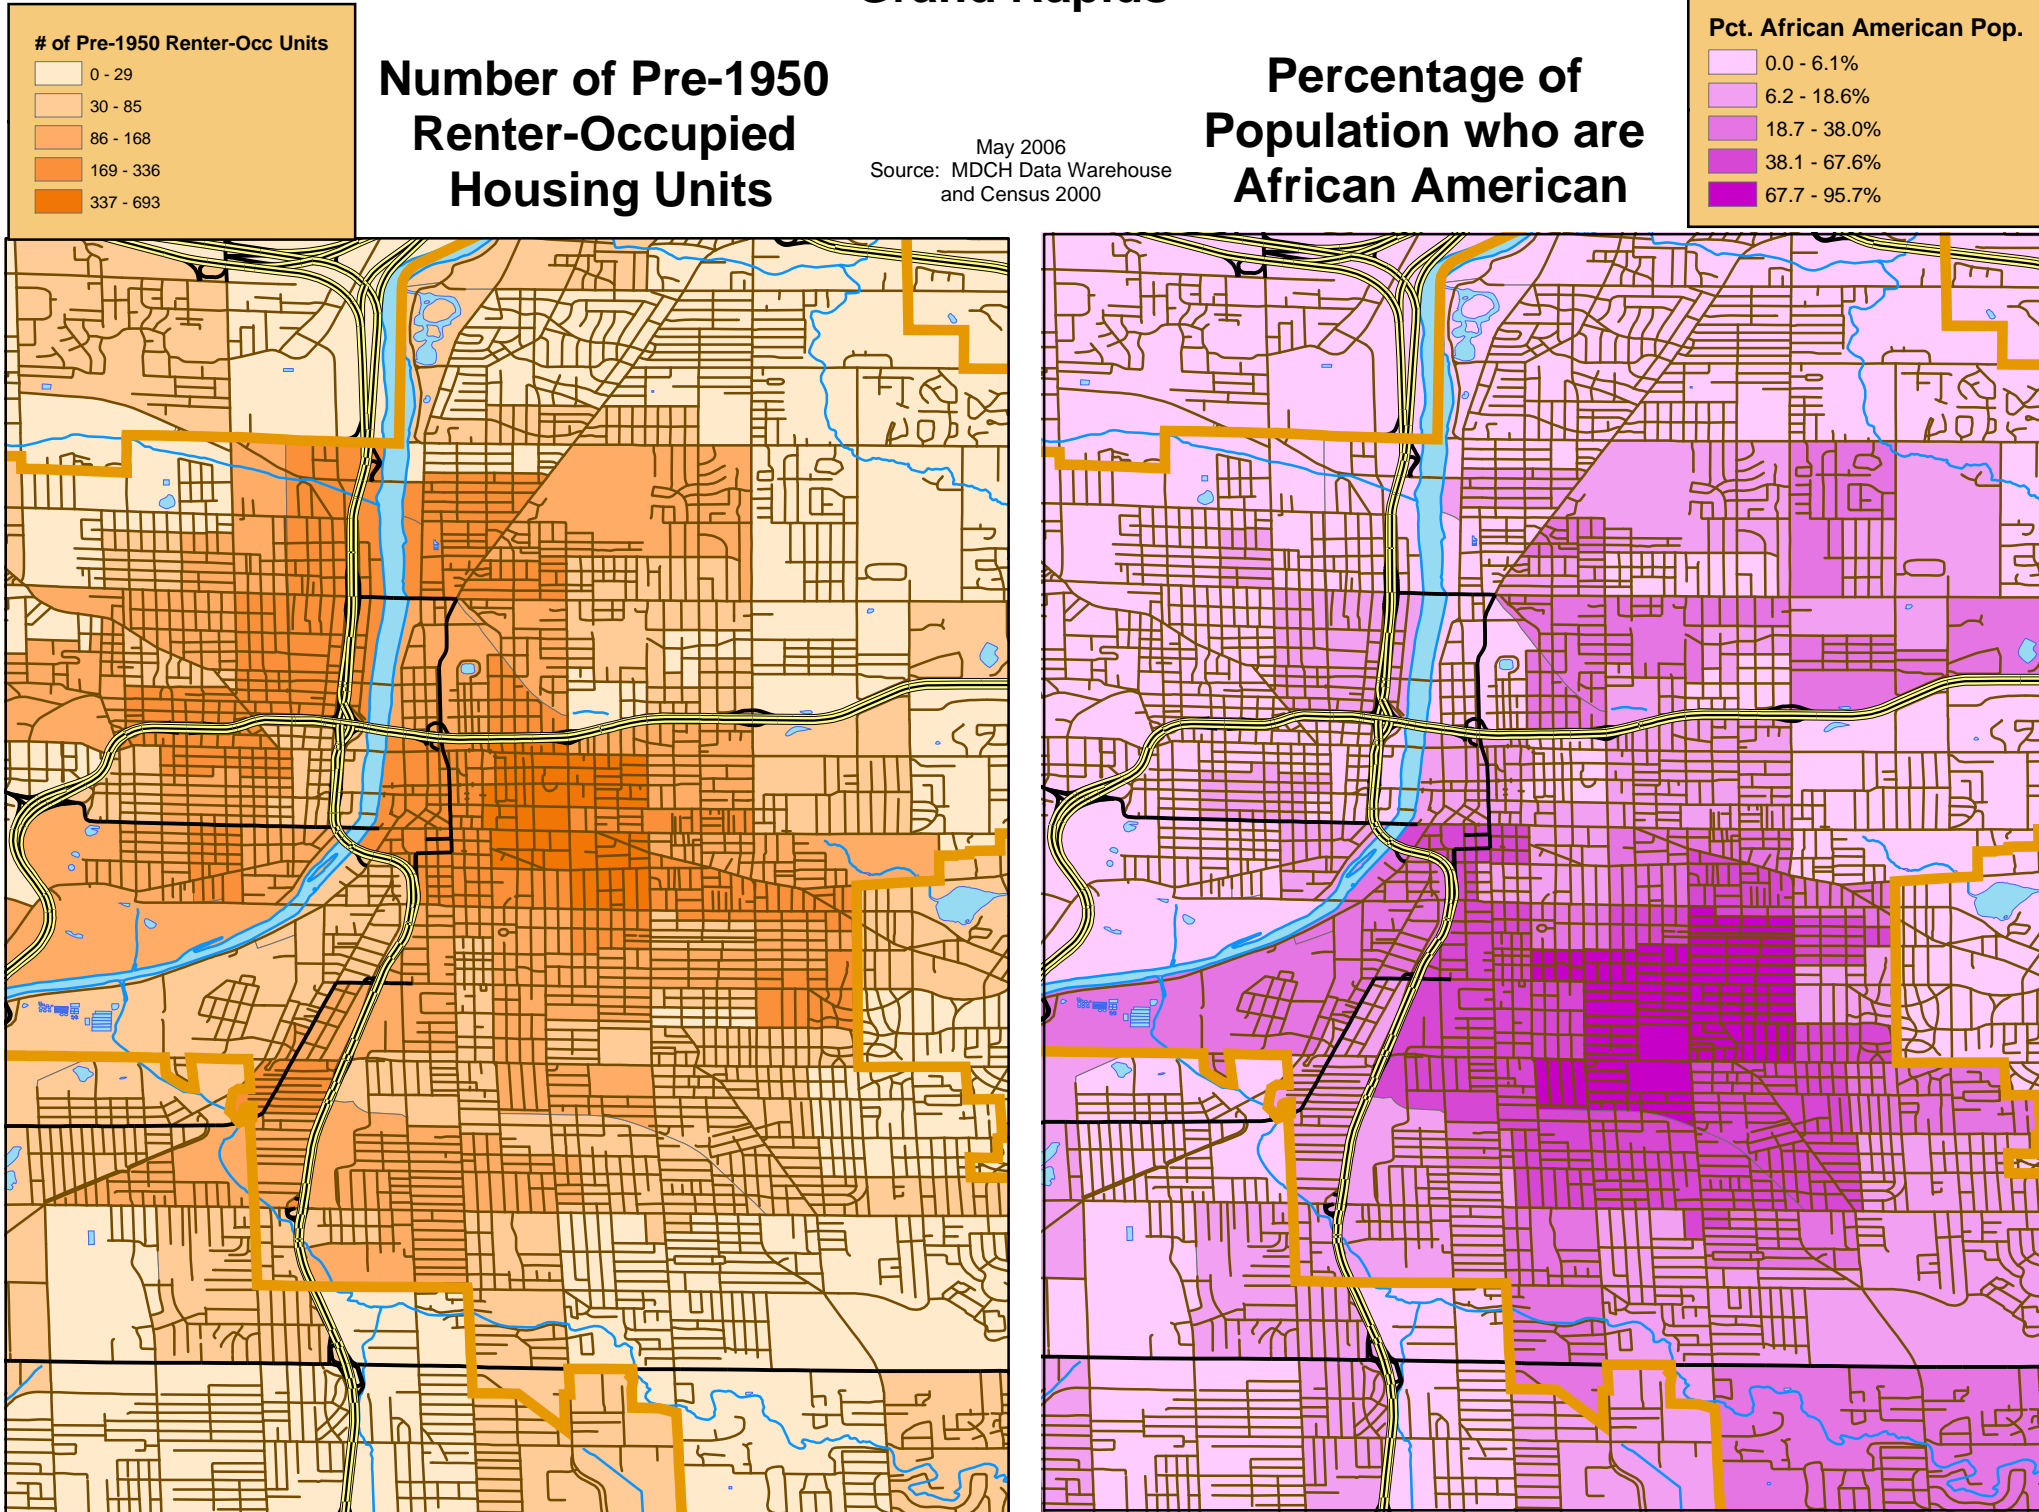 Grand Rapids
# of Pre-1950 Renter-Occ Units
0 - 29
30 - 85
86 - 168
169 - 336
337 - 693
Number of Pre-1950
Renter-Occupied
Housing Units
May 2006
Source: MDCH Data Warehouse
and Census 2000
Percentage of
Population who are
African American
Pct. African American Pop.
0.0 - 6.1%
6.2 - 18.6%
18.7 - 38.0%
38.1 - 67.6%
67.7 - 95.7%